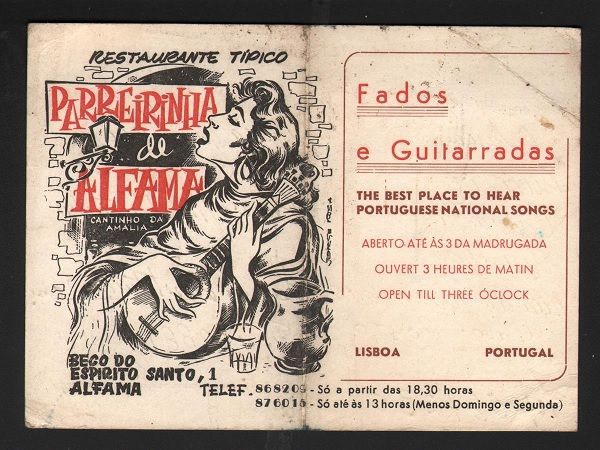 RESTAURANTE TÍPICO
PARREIRINHA
de
ALFAMA
CANTINHO DA
AMÁLIA
BECO DO
ESPIRITO SANTO, 1
ALFAMA
TELEF. 868209 - Só a partir das 18,30 horas
876015 - Só até às 13 horas (Menos Domingo e Segunda)
Fados
e Guitarradas
THE BEST PLACE TO HEAR
PORTUGUESE NATIONAL SONGS
ABERTO ATÉ ÀS 3 DA MADRUGADA
OUVERT 3 HEURES DE MATIN
OPEN TILL THREE ÓCLOCK
LISBOA PORTUGAL